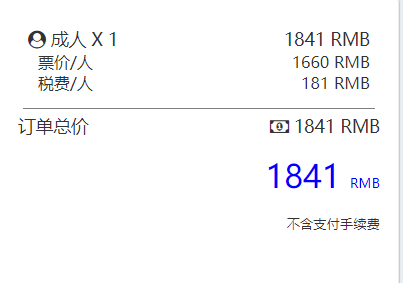 成人 X 1 1841 RMB
票价/人 1660 RMB
税费/人 181 RMB
订单总价 1841 RMB
1841 RMB
不含支付手续费